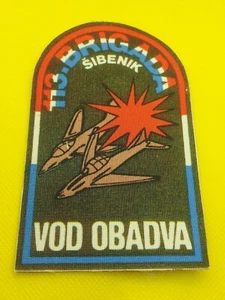 113. BRIGADA
ŠIBENIK
VOD OBADVA